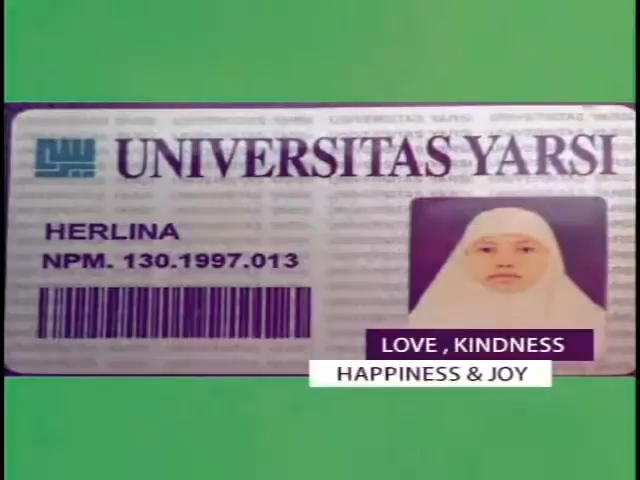 UNIVERSITAS YARSI
HERLINA
NPM. 130.1997.013
LOVE , KINDNESS
HAPPINESS & JOY